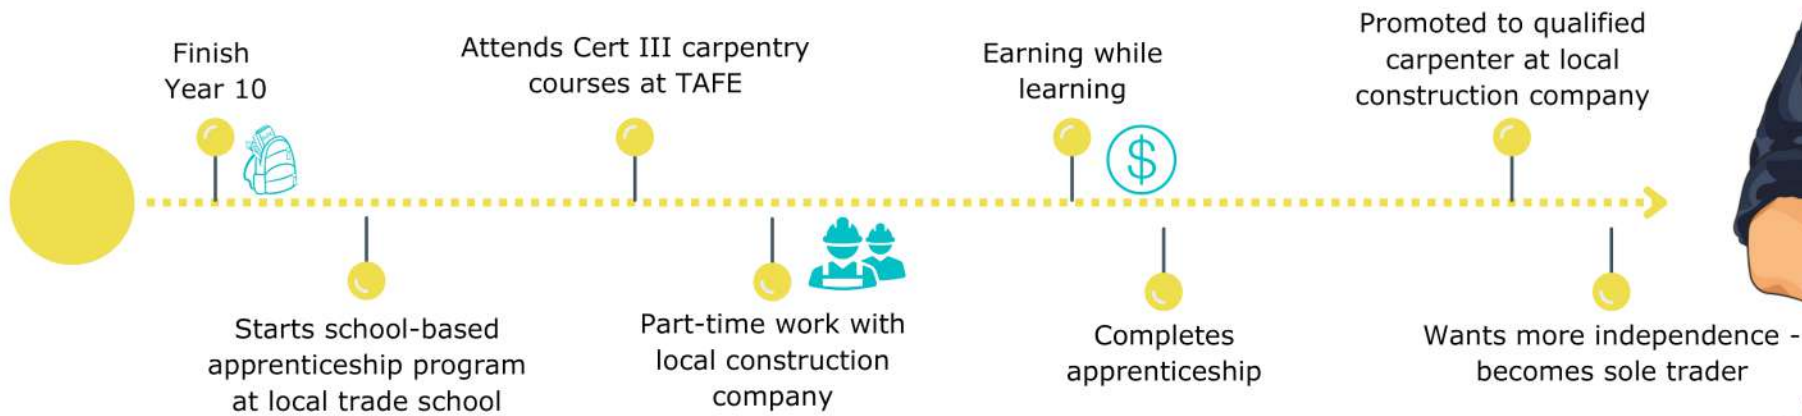 Finish
Year 10
Starts school-based
apprenticeship program
at local trade school
Attends Cert III carpentry
courses at TAFE
Part-time work with
local construction
company
Earning while
learning
$
Completes
apprenticeship
Promoted to qualified
carpenter at local
construction company
Wants more independence -
becomes sole trader